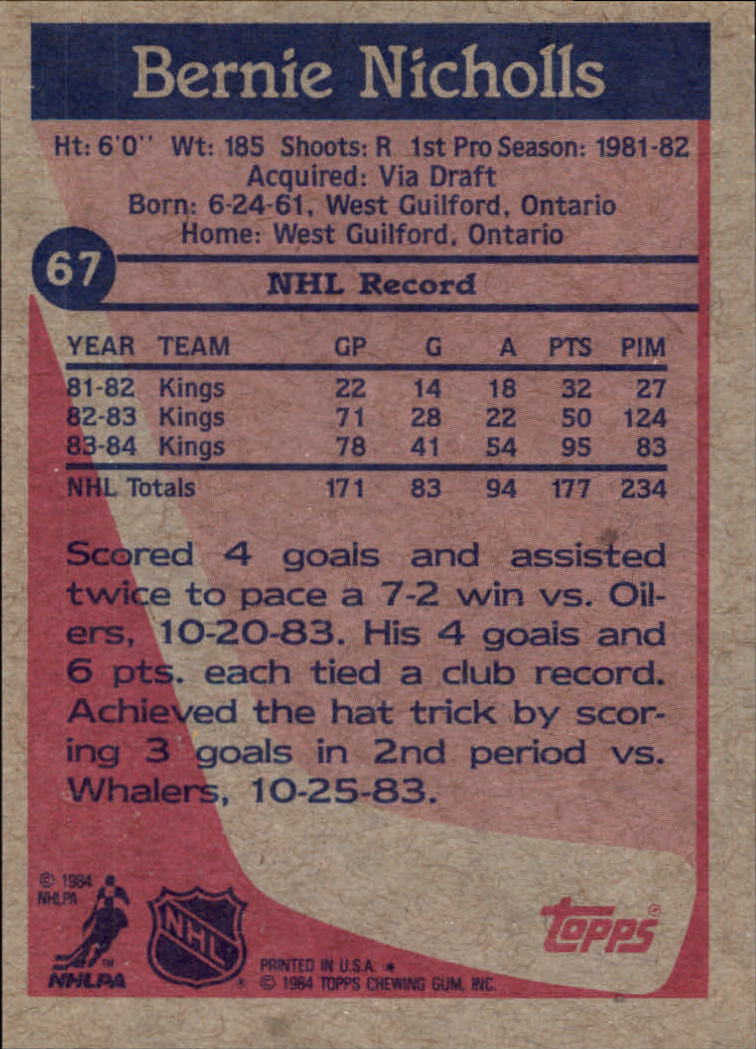 Bernie Nicholls
Ht: 6'0'' Wt: 185 Shoots: R 1st Pro Season: 1981-82
Acquired: Via Draft
Born: 6-24-61, West Guilford, Ontario
Home: West Guilford, Ontario
67
NHL Record
YEAR TEAM GP G A PTS PIM
81-82 Kings 22 14 18 32 27
82-83 Kings 71 28 22 50 124
83-84 Kings 78 41 54 95 83
NHL Totals 171 83 94 177 234
Scored 4 goals and assisted
twice to pace a 7-2 win vs. Oil-
ers, 10-20-83. His 4 goals and
6 pts. each tied a club record.
Achieved the hat trick by scor-
ing 3 goals in 2nd period vs.
Whalers, 10-25-83.
© 1984
NHLPA
NHL
™
NHLPA
topps®
PRINTED IN U.S.A. *
® © 1984 TOPPS CHEWING GUM, INC.